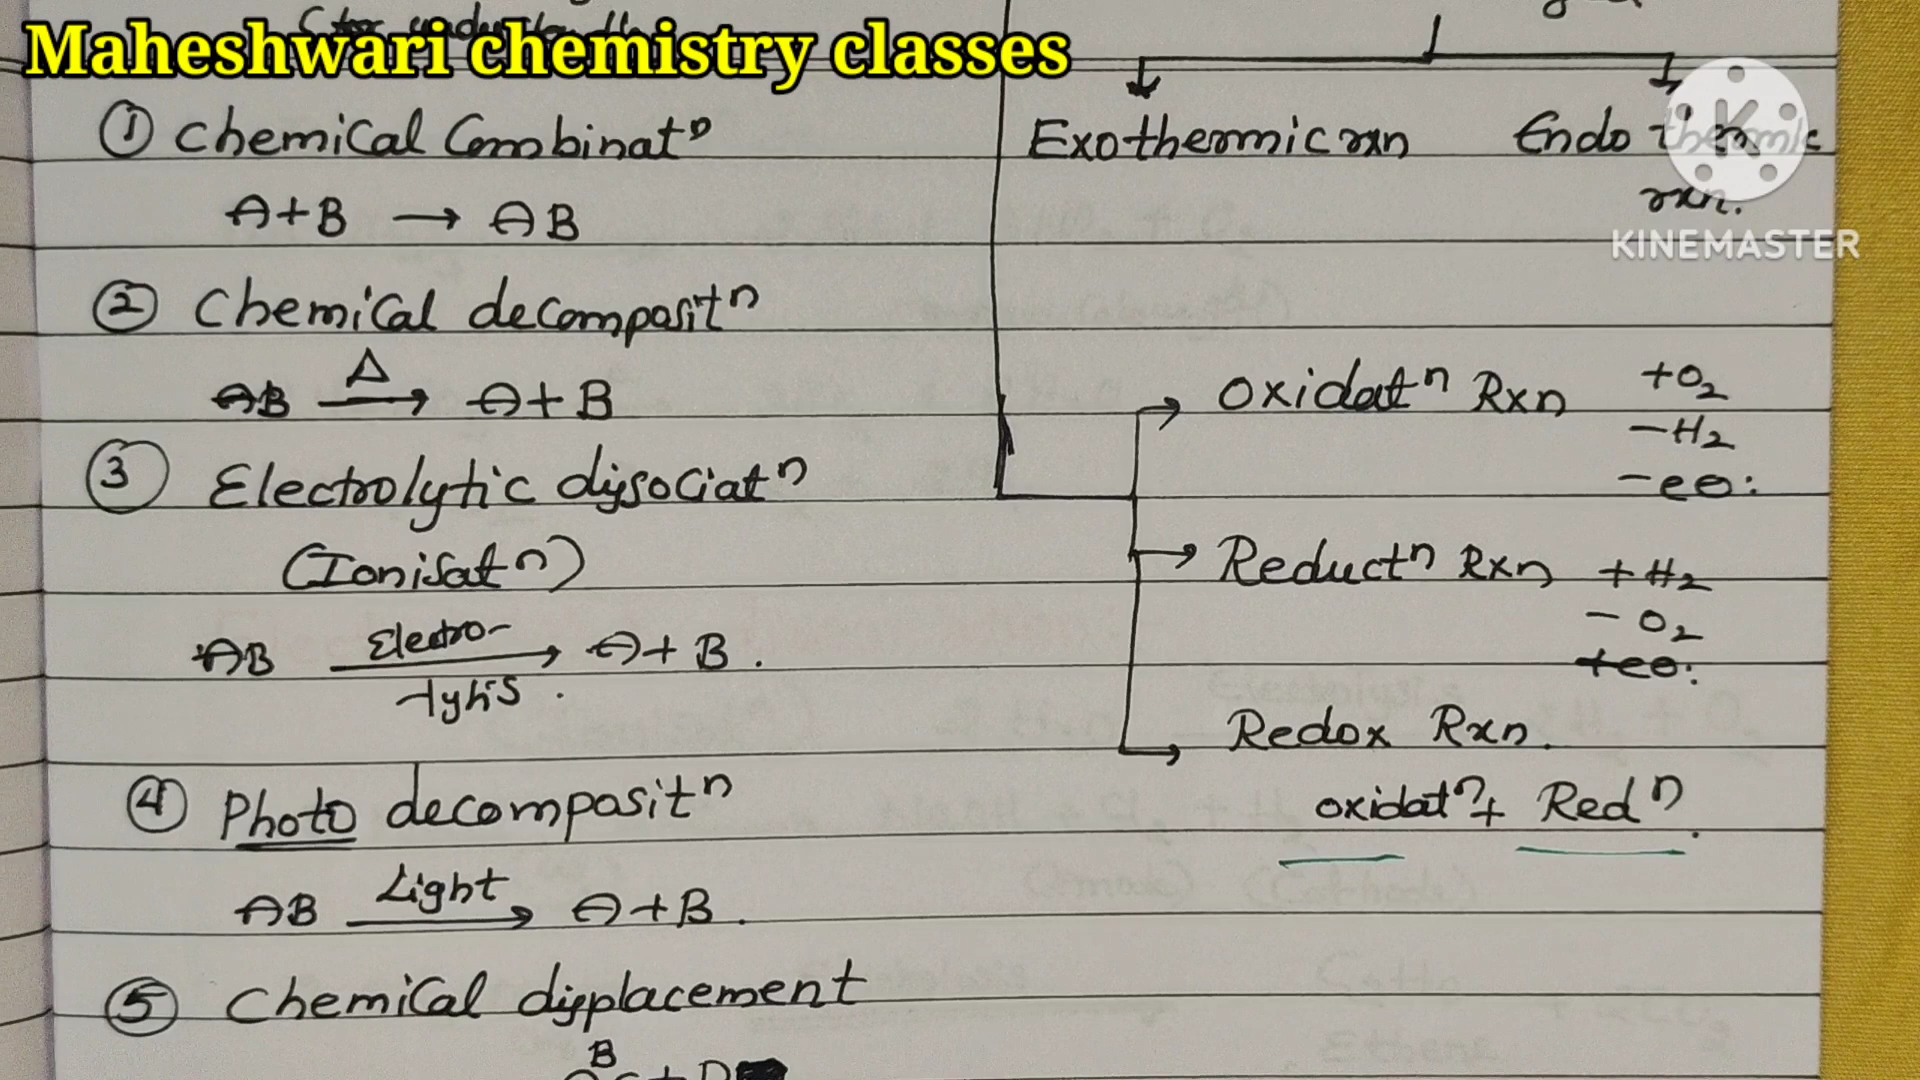 Maheshwari chemistry classes
① Chemical Combinatⁿ
A+B → AB
② Chemical decompositⁿ
AB —Δ→ A+B
③ Electrolytic dissociatⁿ
(Ionisatⁿ)
AB Electro-
lysis. → A+B.
④ Photo decompositⁿ
AB Light → A+B.
⑤ Chemical displacement
B
Exothermic rxn Endothermic
rxn.
KINEMASTER
Oxidatⁿ Rxn +O₂
-H₂
-e⊖:
Reductⁿ Rxn +H₂
-O₂
+e⊖:
Redox Rxn.
oxidatⁿ + Redⁿ.